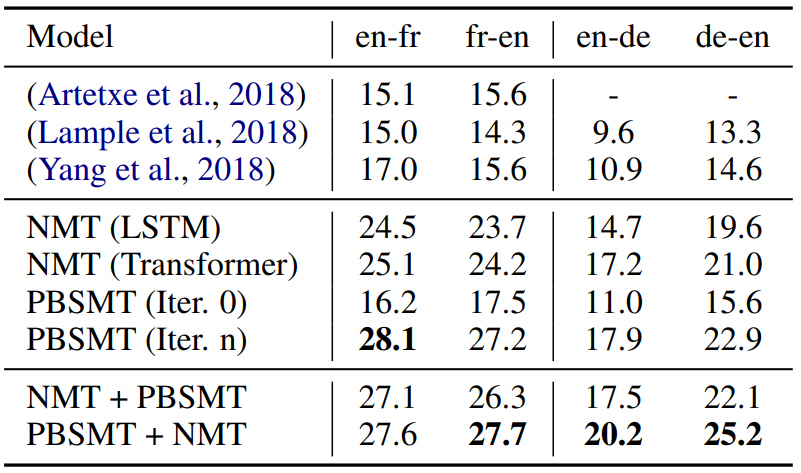 Model en-fr fr-en en-de de-en
(Artetxe et al., 2018) 15.1 15.6 - -
(Lample et al., 2018) 15.0 14.3 9.6 13.3
(Yang et al., 2018) 17.0 15.6 10.9 14.6
NMT (LSTM) 24.5 23.7 14.7 19.6
NMT (Transformer) 25.1 24.2 17.2 21.0
PBSMT (Iter. 0) 16.2 17.5 11.0 15.6
PBSMT (Iter. n) 28.1 27.2 17.9 22.9
NMT + PBSMT 27.1 26.3 17.5 22.1
PBSMT + NMT 27.6 27.7 20.2 25.2